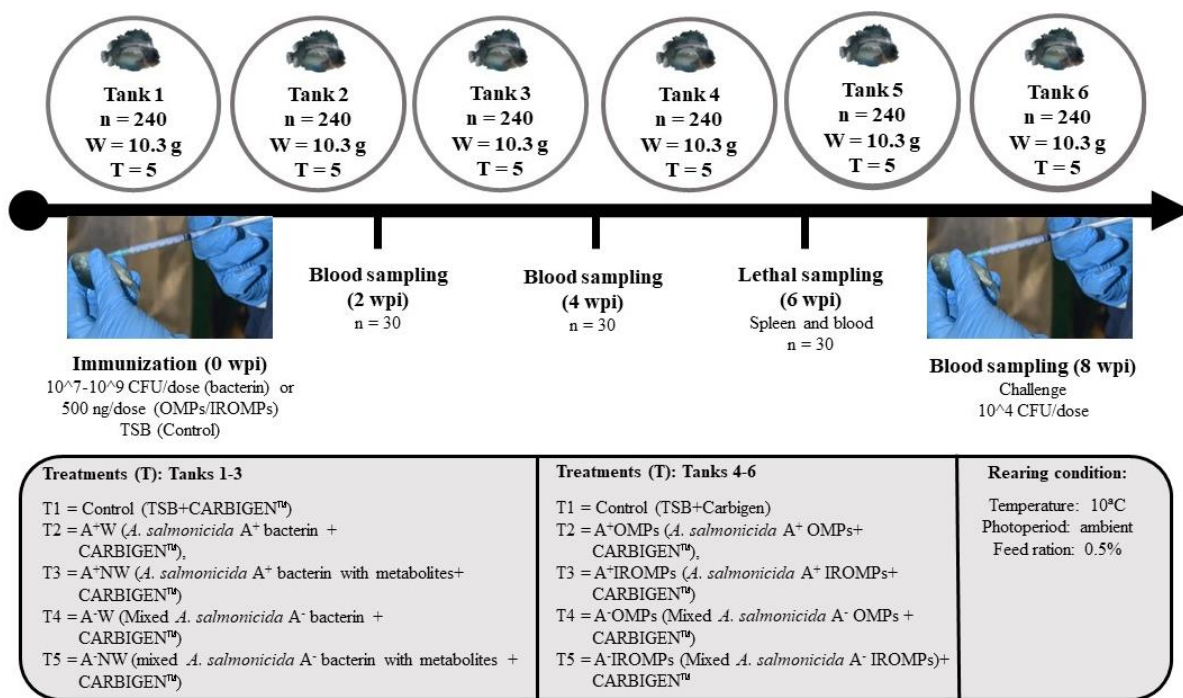 Tank 1
n = 240
W = 10.3 g
T = 5
Tank 2
n = 240
W = 10.3 g
T = 5
Tank 3
n = 240
W = 10.3 g
T = 5
Tank 4
n = 240
W = 10.3 g
T = 5
Tank 5
n = 240
W = 10.3 g
T = 5
Tank 6
n = 240
W = 10.3 g
T = 5
Immunization (0 wpi)
10^7-10^9 CFU/dose (bacterin) or
500 ng/dose (OMPs/IROMPs)
TSB (Control)
Blood sampling
(2 wpi)
n = 30
Blood sampling
(4 wpi)
n = 30
Lethal sampling
(6 wpi)
Spleen and blood
n = 30
Blood sampling (8 wpi)
Challenge
10^4 CFU/dose
Treatments (T): Tanks 1-3
T1 = Control (TSB+CARBIGEN™)
T2 = A⁺W (A. salmonicida A⁺ bacterin +
CARBIGEN™),
T3 = A⁺NW (A. salmonicida A⁺ bacterin with metabolites+
CARBIGEN™)
T4 = A⁻W (Mixed A. salmonicida A⁻ bacterin +
CARBIGEN™)
T5 = A⁻NW (mixed A. salmonicida A⁻ bacterin with metabolites +
CARBIGEN™)
Treatments (T): Tanks 4-6
T1 = Control (TSB+Carbigen)
T2 = A⁺OMPs (A. salmonicida A⁺ OMPs+
CARBIGEN™),
T3 = A⁺IROMPs (A. salmonicida A⁺ IROMPs+
CARBIGEN™)
T4 = A⁻OMPs (Mixed A. salmonicida A⁻ OMPs +
CARBIGEN™)
T5 = A⁻IROMPs (Mixed A. salmonicida A⁻ IROMPs)+
CARBIGEN™
Rearing condition:
Temperature: 10ªC
Photoperiod: ambient
Feed ration: 0.5%